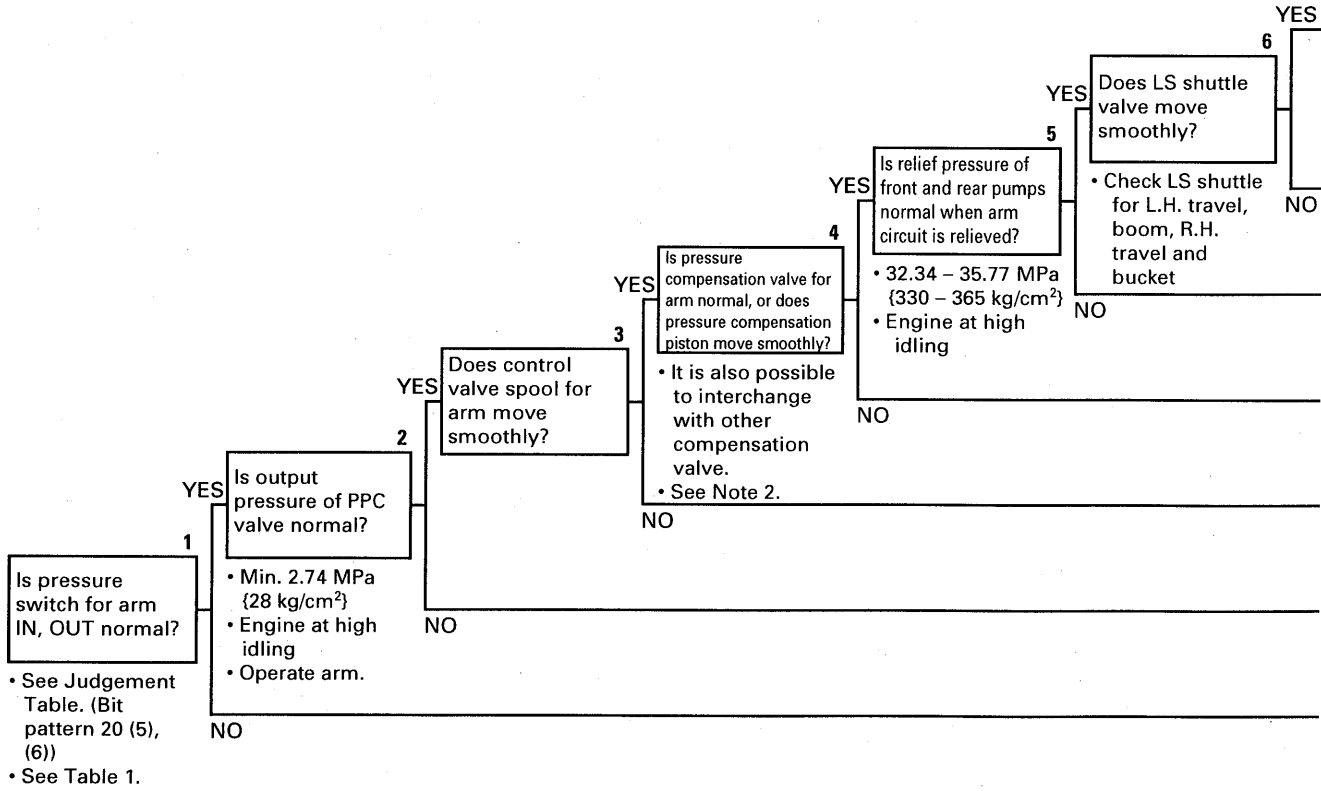 YES
6
Does LS shuttle
valve move
smoothly?
• Check LS shuttle
for L.H. travel,
boom, R.H.
travel and
bucket
NO
YES
5
Is relief pressure of
front and rear pumps
normal when arm
circuit is relieved?
• 32.34 – 35.77 MPa
{330 – 365 kg/cm²}
• Engine at high
idling
NO
YES
4
Is pressure
compensation valve for
arm normal, or does
pressure compensation
piston move smoothly?
• It is also possible
to interchange
with other
compensation
valve.
• See Note 2.
NO
YES
3
Does control
valve spool for
arm move
smoothly?
NO
YES
2
Is output
pressure of PPC
valve normal?
• Min. 2.74 MPa
{28 kg/cm²}
• Engine at high
idling
• Operate arm.
NO
YES
1
Is pressure
switch for arm
IN, OUT normal?
• See Judgement
Table. (Bit
pattern 20 (5),
(6))
• See Table 1.
NO